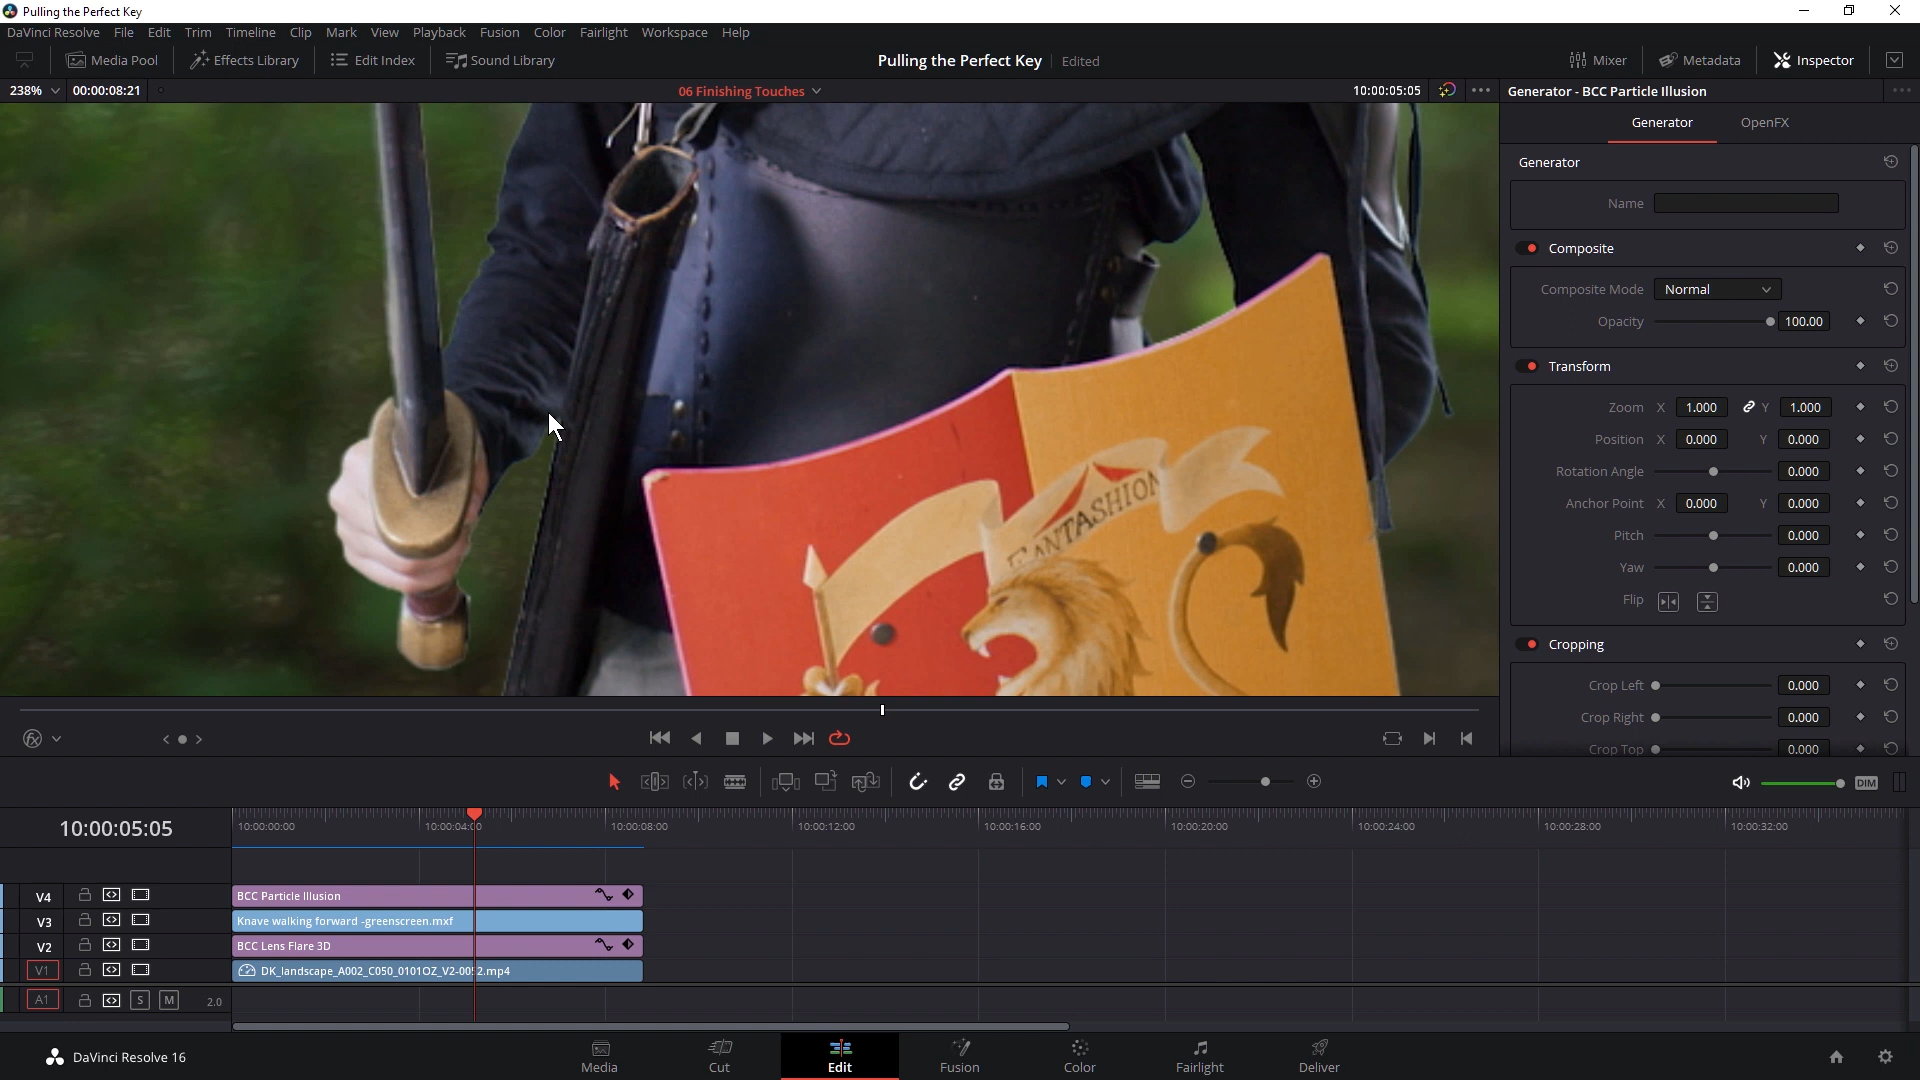 Pulling the Perfect Key
DaVinci Resolve File Edit Trim Timeline Clip Mark View Playback Fusion Color Fairlight Workspace Help
Media Pool Effects Library Edit Index Sound Library Pulling the Perfect Key Edited Mixer Metadata Inspector
238% 00:00:08:21 06 Finishing Touches 10:00:05:05 Generator - BCC Particle Illusion
Generator OpenFX
Generator
Name
Composite
Composite Mode Normal
Opacity 100.00
Transform
Zoom X 1.000 Y 1.000
Position X 0.000 Y 0.000
Rotation Angle 0.000
Anchor Point X 0.000 Y 0.000
Pitch 0.000
Yaw 0.000
Flip
Cropping
Crop Left 0.000
Crop Right 0.000
Crop Top 0.000
FANTASHION
DIM
10:00:05:05 10:00:00:00 10:00:04:00 10:00:08:00 10:00:12:00 10:00:16:00 10:00:20:00 10:00:24:00 10:00:28:00 10:00:32:00
V4 BCC Particle Illusion
V3 Knave walking forward -greenscreen.mxf
V2 BCC Lens Flare 3D
V1 DK_landscape_A002_C050_0101OZ_V2-0052.mp4
A1 S M 2.0
DaVinci Resolve 16 Media Cut Edit Fusion Color Fairlight Deliver